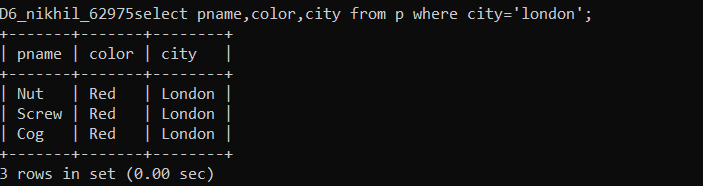 D6_nikhil_62975select pname,color,city from p where city='london';
+-------+-------+--------+
| pname | color | city   |
+-------+-------+--------+
| Nut   | Red   | London |
| Screw | Red   | London |
| Cog   | Red   | London |
+-------+-------+--------+
3 rows in set (0.00 sec)